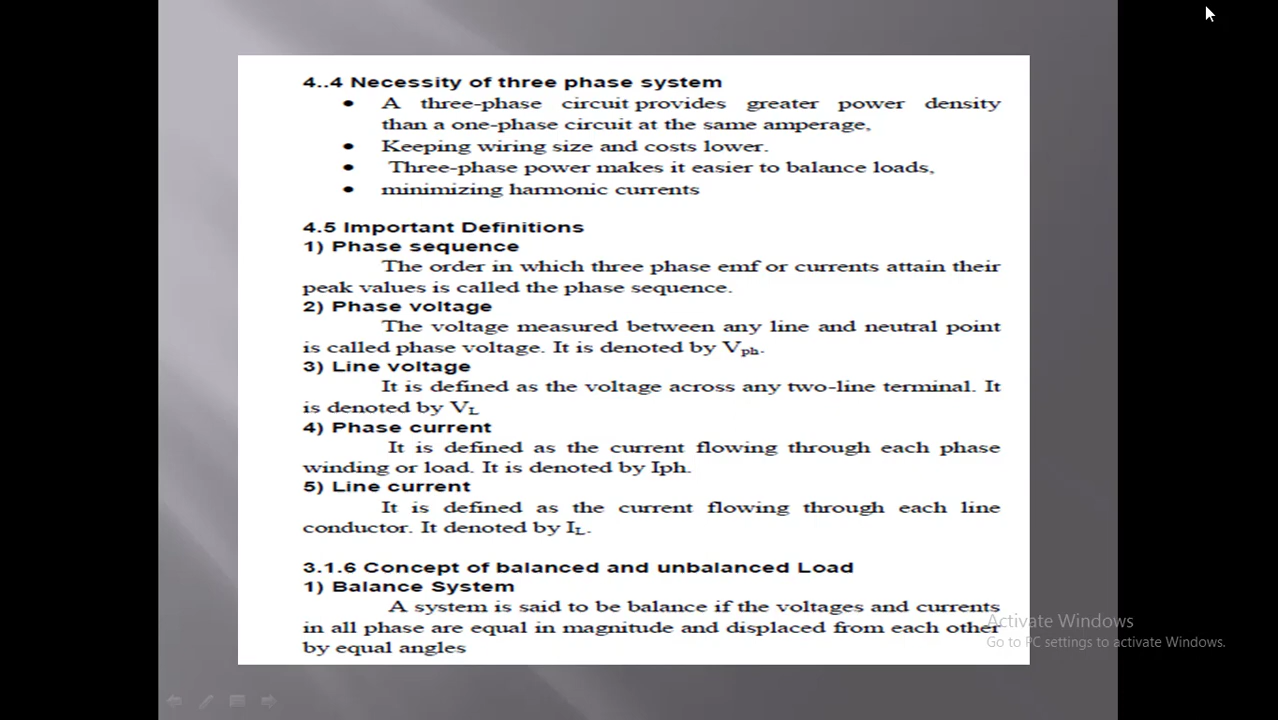 4..4 Necessity of three phase system
• A three-phase circuit provides greater power density
than a one-phase circuit at the same amperage,
• Keeping wiring size and costs lower.
• Three-phase power makes it easier to balance loads,
• minimizing harmonic currents
4.5 Important Definitions
1) Phase sequence
The order in which three phase emf or currents attain their
peak values is called the phase sequence.
2) Phase voltage
The voltage measured between any line and neutral point
is called phase voltage. It is denoted by Vph.
3) Line voltage
It is defined as the voltage across any two-line terminal. It
is denoted by VL
4) Phase current
It is defined as the current flowing through each phase
winding or load. It is denoted by Iph.
5) Line current
It is defined as the current flowing through each line
conductor. It denoted by IL.
3.1.6 Concept of balanced and unbalanced Load
1) Balance System
A system is said to be balance if the voltages and currents
in all phase are equal in magnitude and displaced from each other
by equal angles
Activate Windows
Go to PC settings to activate Windows.